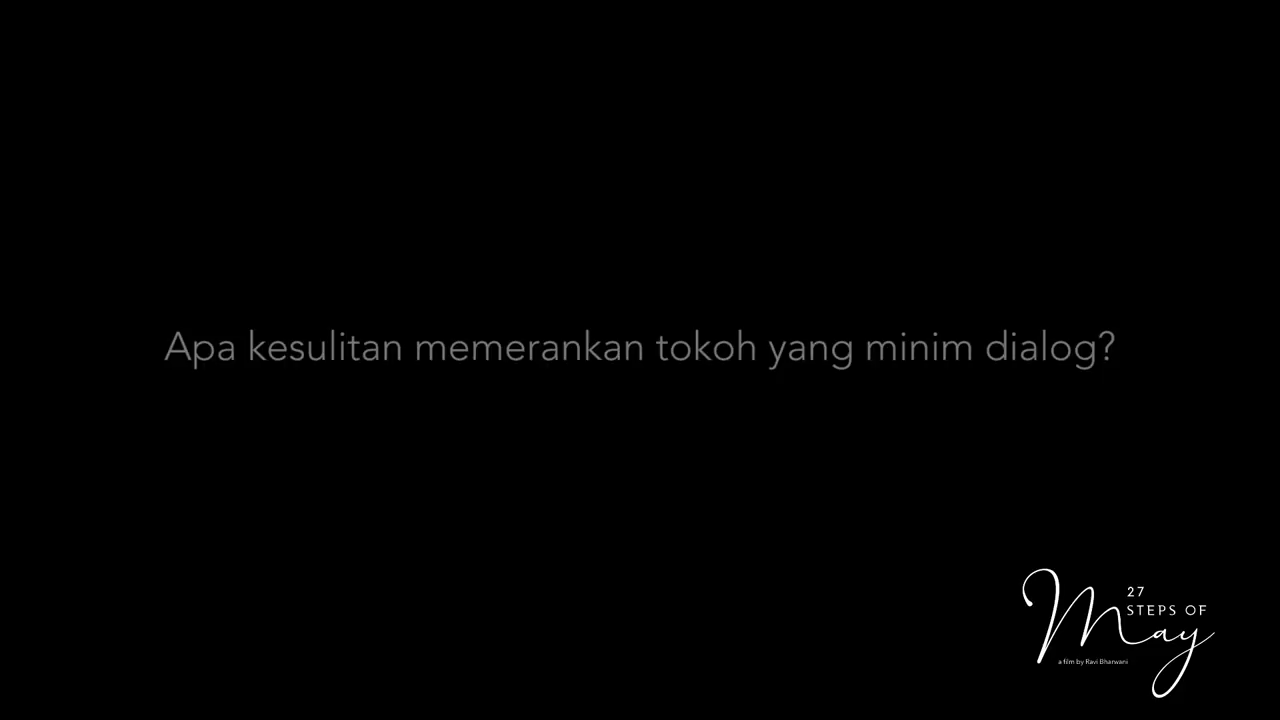 Apa kesulitan memerankan tokoh yang minim dialog?
27
STEPS OF
May
a film by Ravi Bharwani